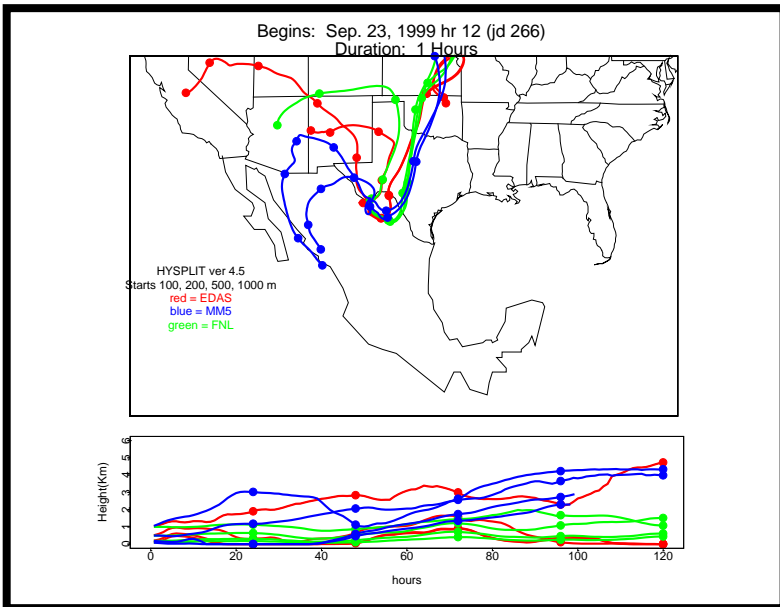 Begins: Sep. 23, 1999 hr 12 (jd 266)
Duration: 1 Hours
HYSPLIT ver 4.5
Starts 100, 200, 500, 1000 m
red = EDAS
blue = MM5
green = FNL
Height(Km)
6
5
4
3
2
1
0
0 20 40 60 80 100 120
hours